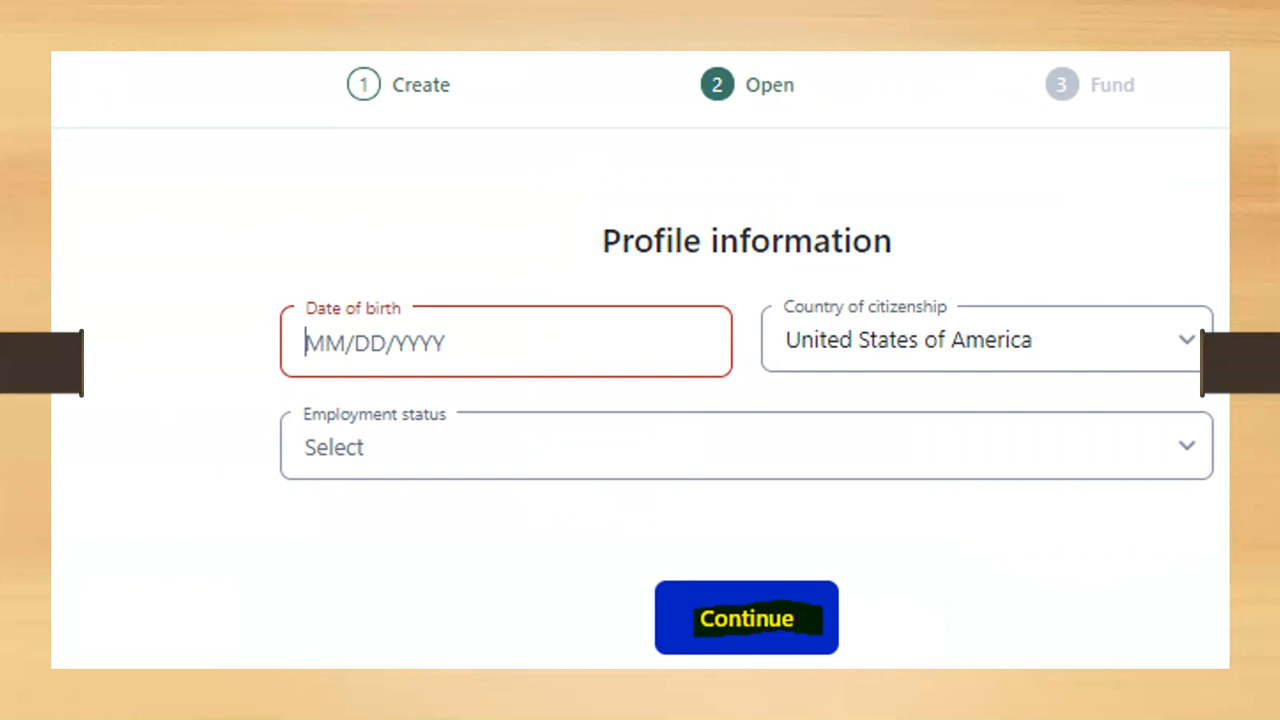 1 Create 2 Open 3 Fund
Profile information
Date of birth Country of citizenship
MM/DD/YYYY United States of America
Employment status
Select
Continue